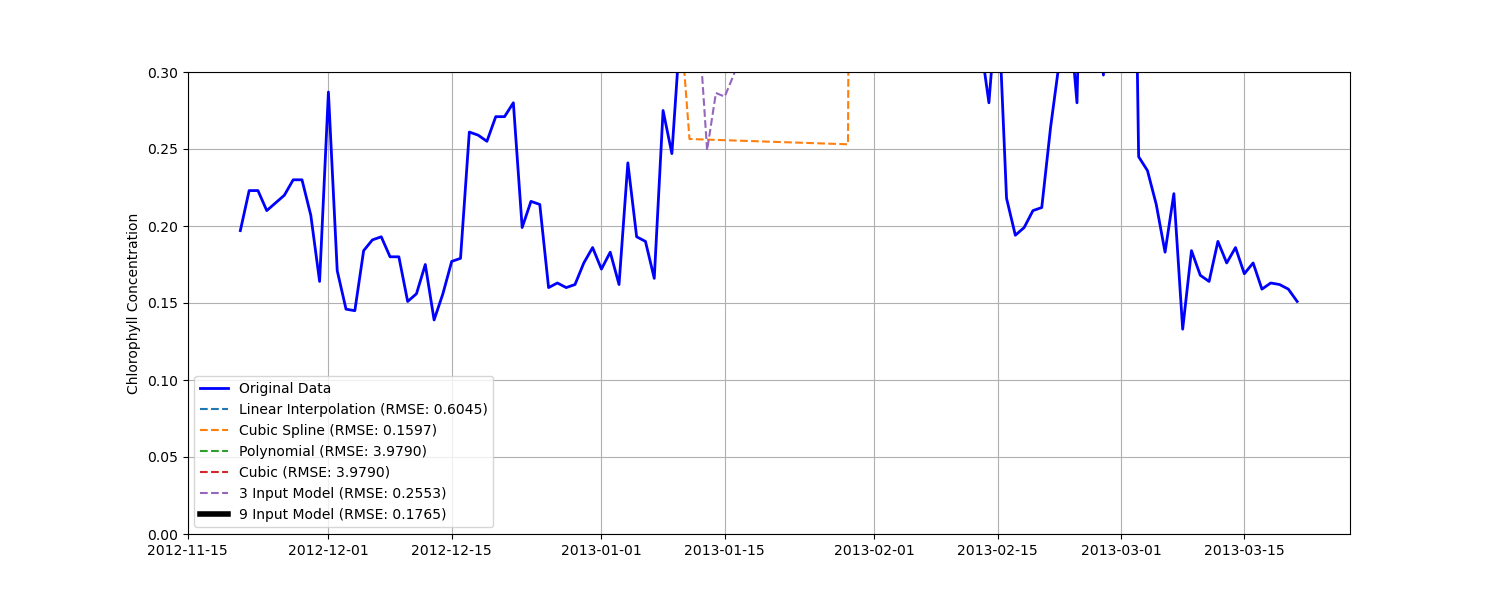 Chlorophyll Concentration
0.30
0.25
0.20
0.15
0.10
0.05
0.00
Original Data
Linear Interpolation (RMSE: 0.6045)
Cubic Spline (RMSE: 0.1597)
Polynomial (RMSE: 3.9790)
Cubic (RMSE: 3.9790)
3 Input Model (RMSE: 0.2553)
9 Input Model (RMSE: 0.1765)
2012-11-15 2012-12-01 2012-12-15 2013-01-01 2013-01-15 2013-02-01 2013-02-15 2013-03-01 2013-03-15